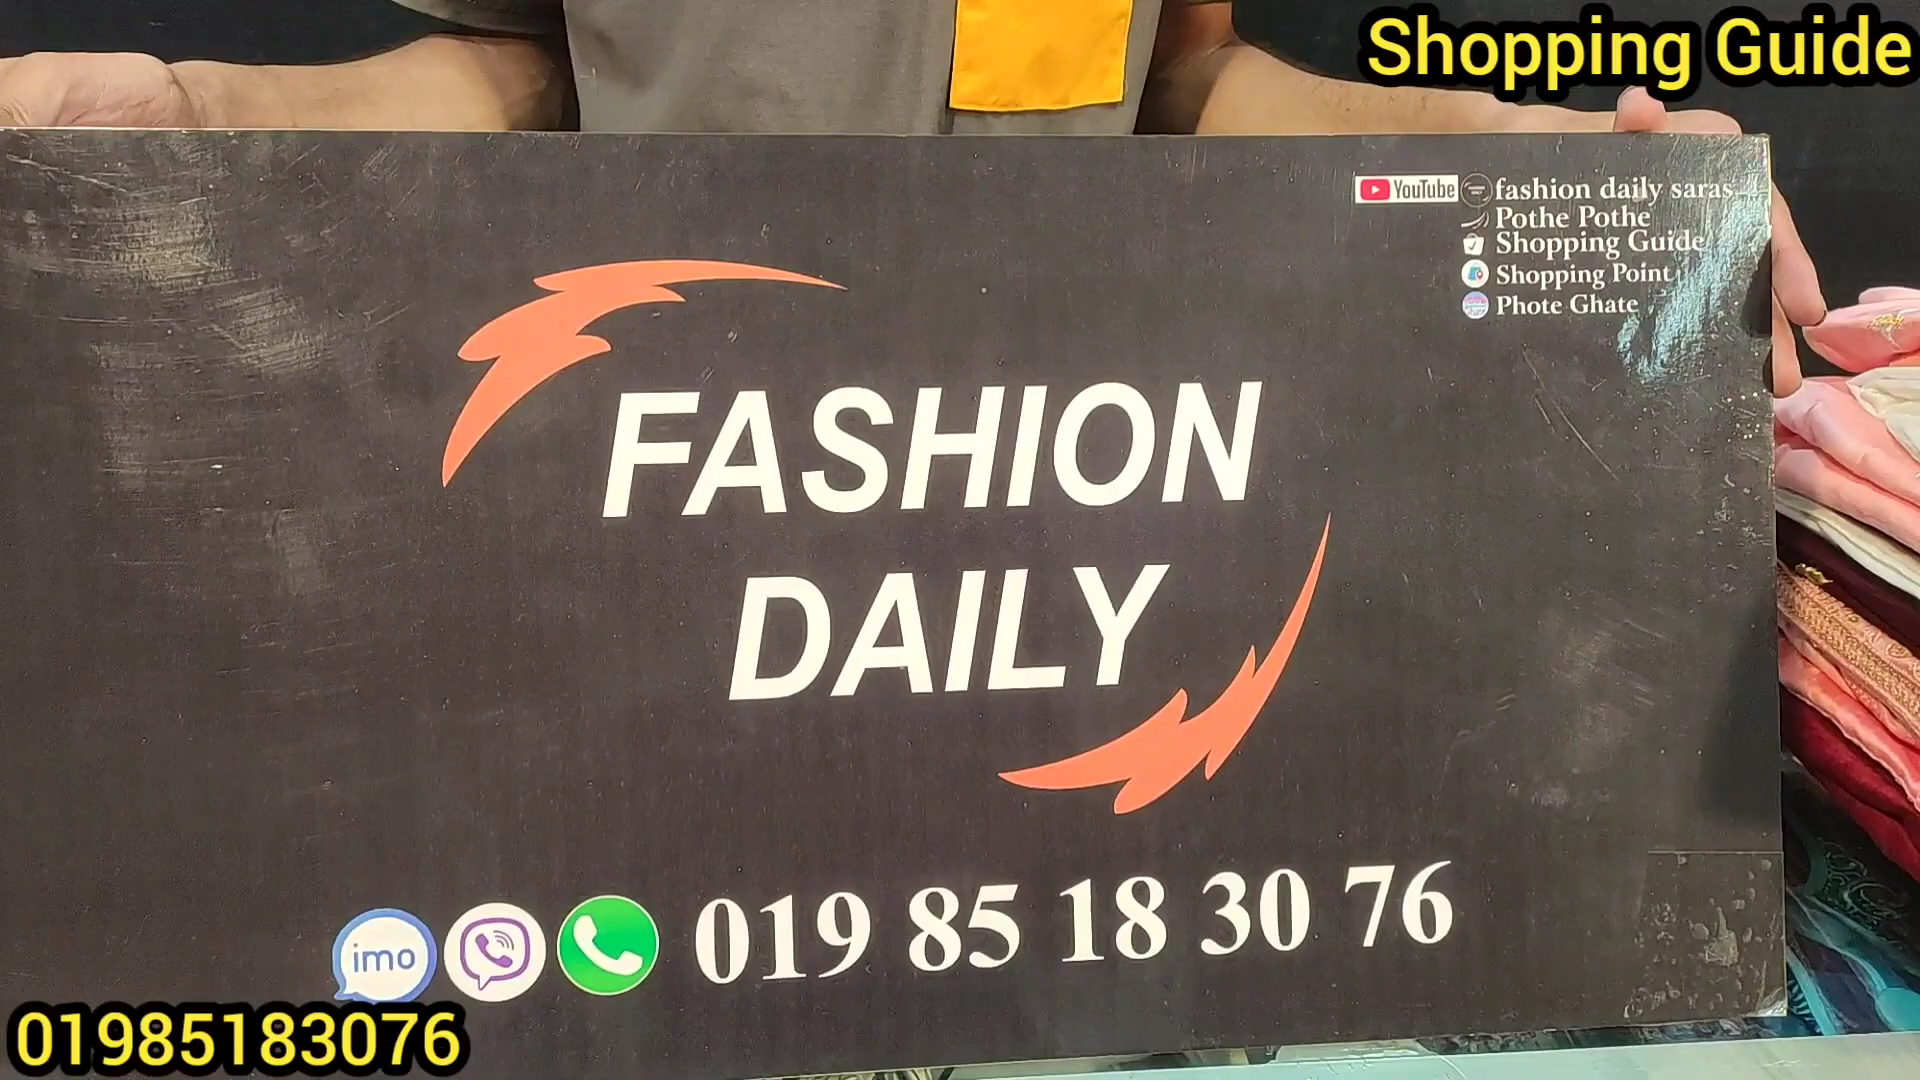 Shopping Guide
YouTube fashion daily saras
Pothe Pothe
Shopping Guide
Shopping Point
Phote Ghate
FASHION
DAILY
imo 019 85 18 30 76
01985183076